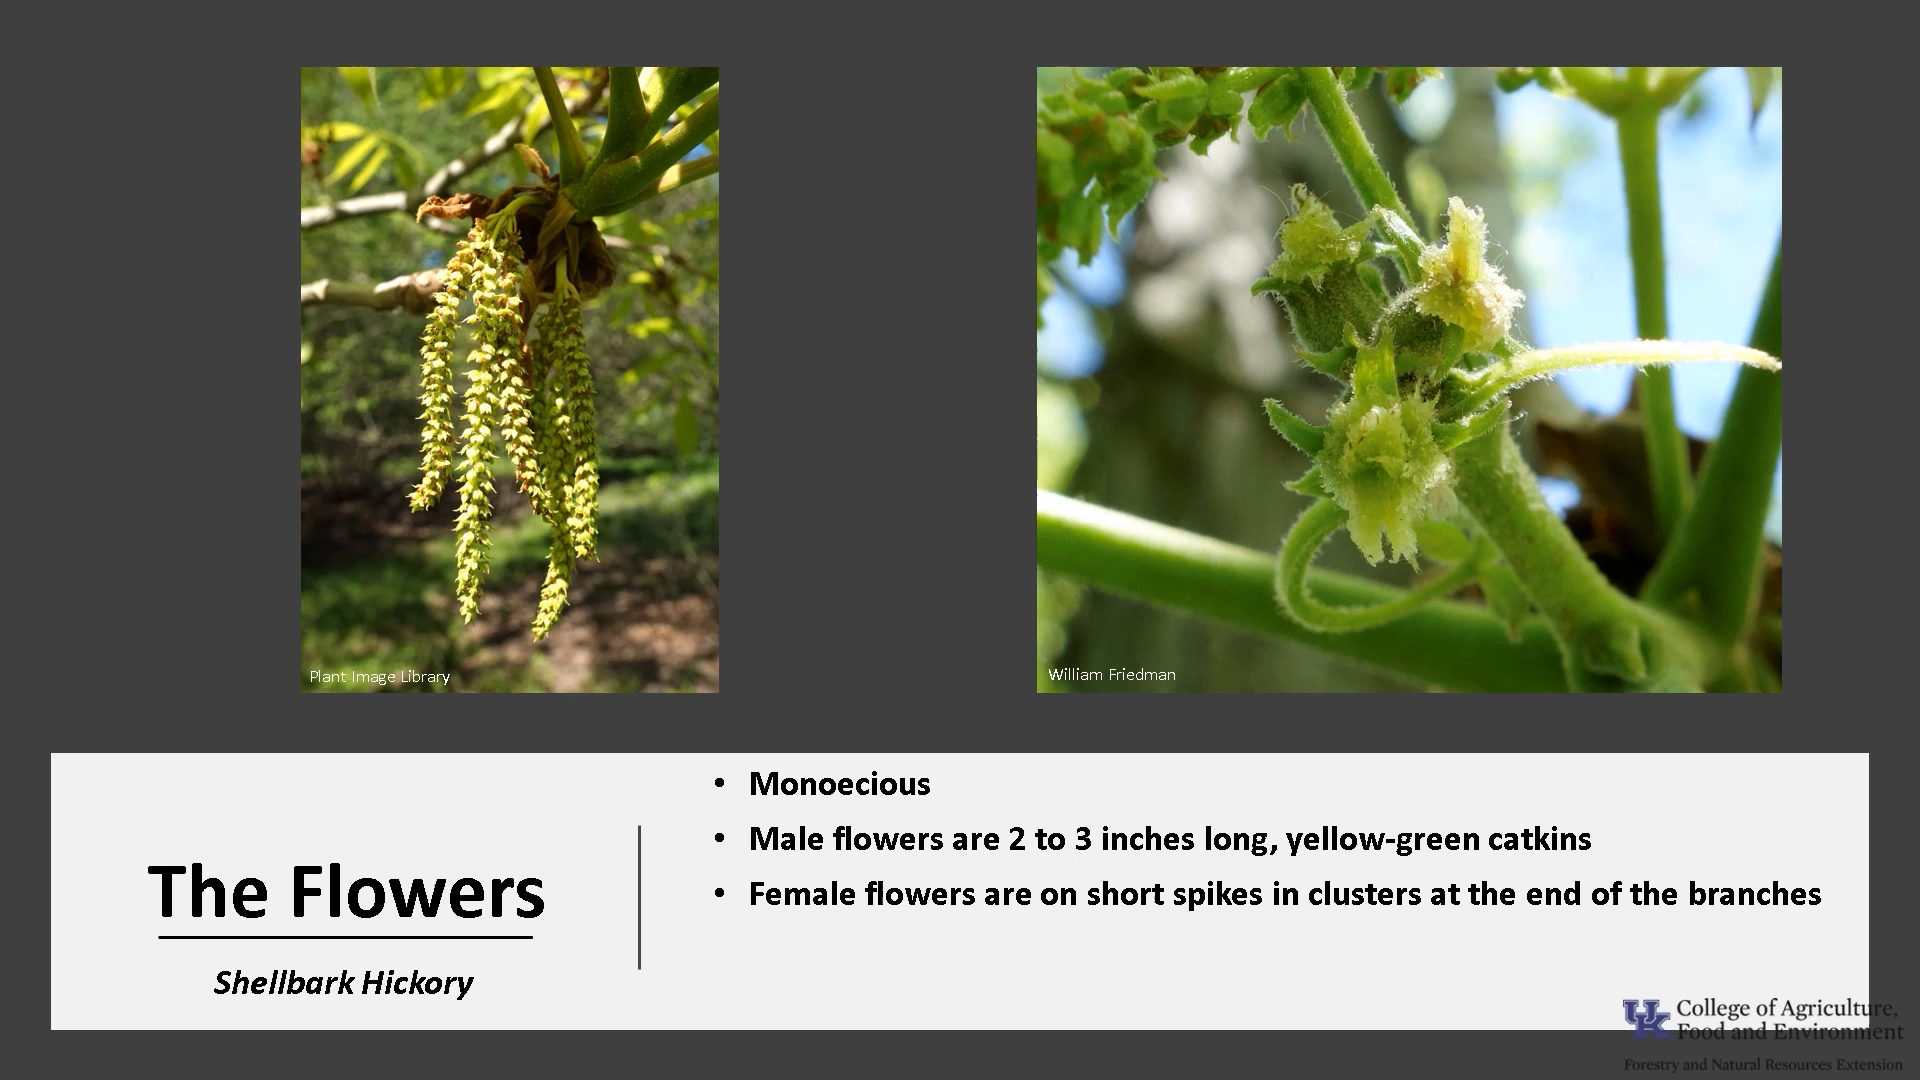 Plant Image Library
William Friedman
The Flowers
Shellbark Hickory
• Monoecious
• Male flowers are 2 to 3 inches long, yellow-green catkins
• Female flowers are on short spikes in clusters at the end of the branches
UK College of Agriculture,
Food and Environment
Forestry and Natural Resources Extension